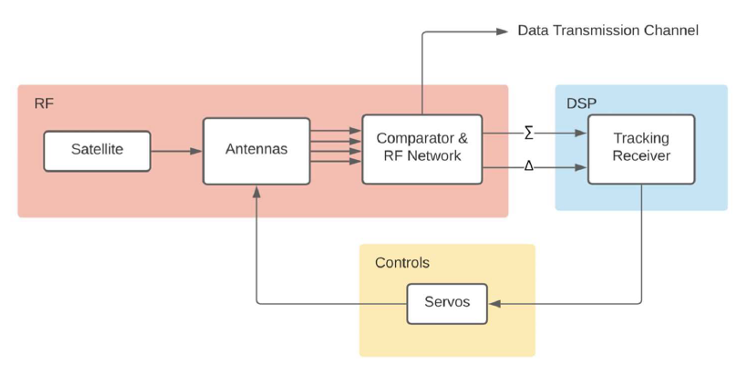 Data Transmission Channel
RF
DSP
Satellite
Antennas
Comparator &
RF Network
Σ
Δ
Tracking
Receiver
Controls
Servos